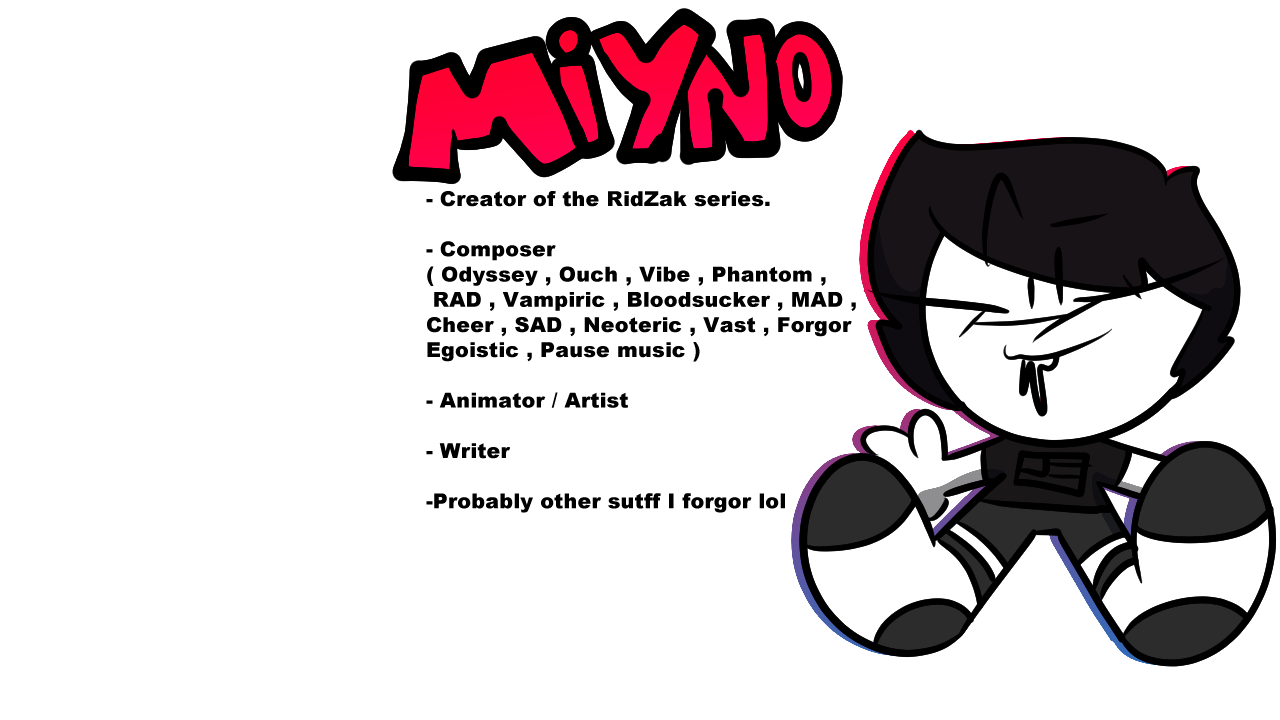 MiYNO
- Creator of the RidZak series.
- Composer
( Odyssey , Ouch , Vibe , Phantom ,
RAD , Vampiric , Bloodsucker , MAD ,
Cheer , SAD , Neoteric , Vast , Forgor
Egoistic , Pause music )
- Animator / Artist
- Writer
-Probably other sutff I forgor lol